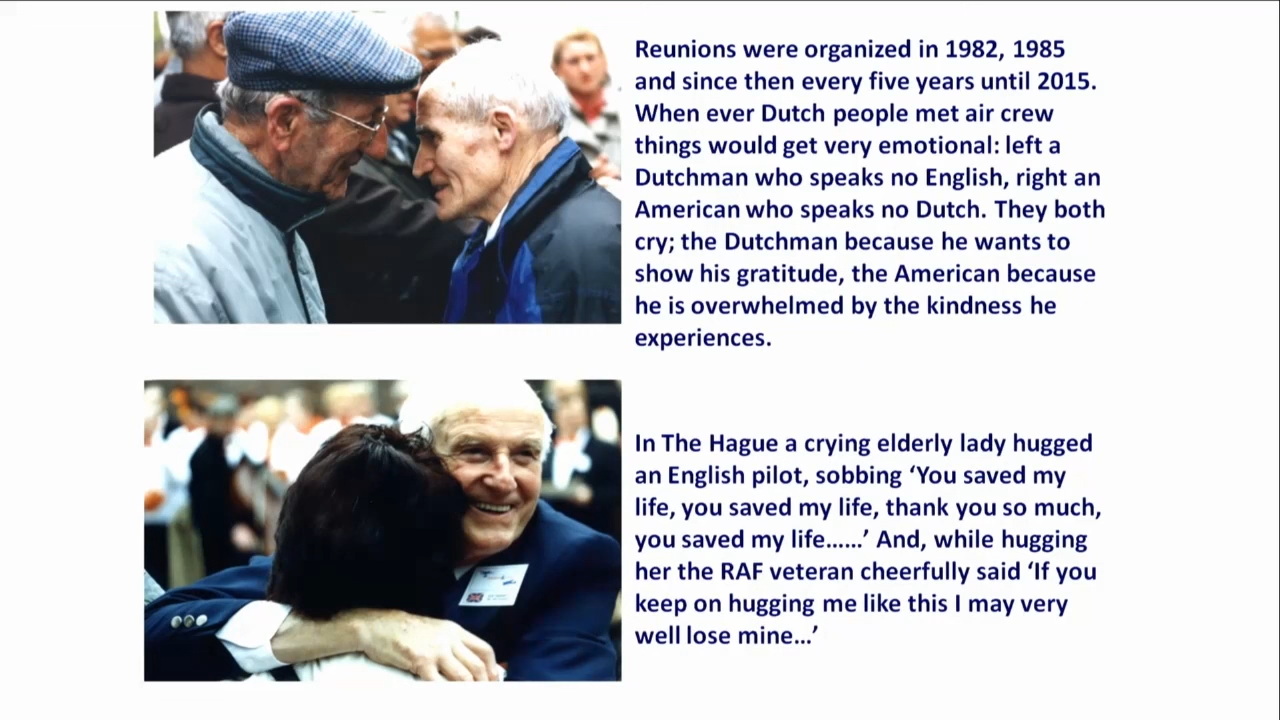 Reunions were organized in 1982, 1985
and since then every five years until 2015.
When ever Dutch people met air crew
things would get very emotional: left a
Dutchman who speaks no English, right an
American who speaks no Dutch. They both
cry; the Dutchman because he wants to
show his gratitude, the American because
he is overwhelmed by the kindness he
experiences.
In The Hague a crying elderly lady hugged
an English pilot, sobbing ‘You saved my
life, you saved my life, thank you so much,
you saved my life……’ And, while hugging
her the RAF veteran cheerfully said ‘If you
keep on hugging me like this I may very
well lose mine…’